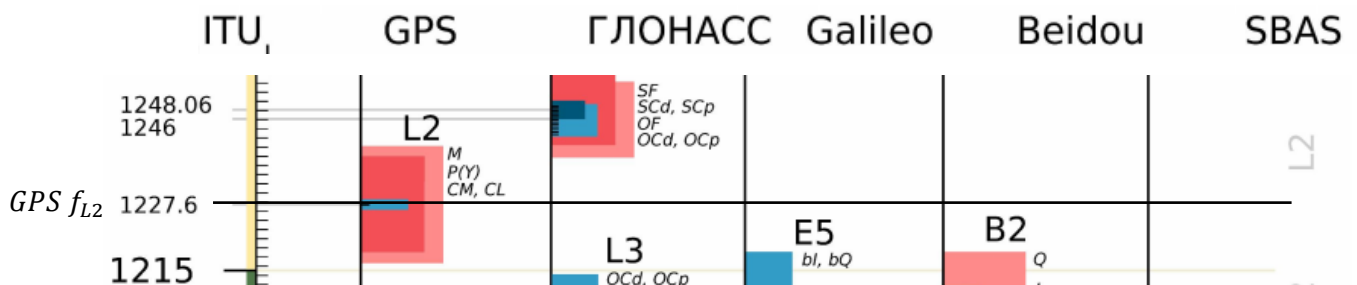 ITU GPS ГЛОНАСС Galileo Beidou SBAS
1248.06
1246
L2
SF
SCd, SCp
OF
OCd, OCp
L2
M
P(Y)
CM, CL
GPS f_L2 1227.6
E5
B2
L3
bI, bQ
Q
1215
OCd, OCp